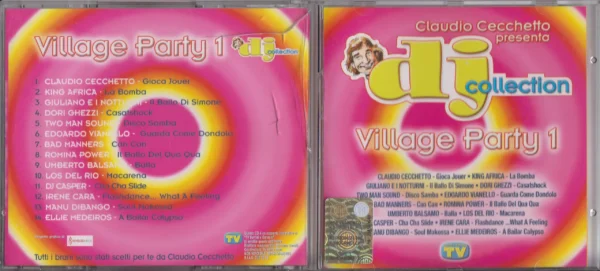 Village Party 1 dj collection
1 CLAUDIO CECCHETTO - Gioca Jouer
2 KING AFRICA - La Bomba
3 GIULIANO E I NOTTURNI - Il Ballo Di Simone
4 DORI GHEZZI - Casatchock
5 TWO MAN SOUND - Disco Samba
6 EDOARDO VIANELLO - Guarda Come Dondolo
7 BAD MANNERS - Can Can
8 ROMINA POWER - Il Ballo Del Qua Qua
9 UMBERTO BALSAMO - Balla
10 LOS DEL RIO - Macarena
11 DJ CASPER - Cha Cha Slide
12 IRENE CARA - Flashdance... What A Feeling
13 MANU DIBANGO - Soul Makossa
14 ELLIE MEDEIROS - A Bailar Calypso
TV
Tutti i brani sono stati scelti per te da Claudio Cecchetto
Claudio Cecchetto
presenta
dj
collection
Village Party 1
CLAUDIO CECCHETTO - Gioca Jouer • KING AFRICA - La Bomba
GIULIANO E I NOTTURNI - Il Ballo Di Simone • DORI GHEZZI - Casatchock
TWO MAN SOUND - Disco Samba • EDOARDO VIANELLO - Guarda Come Dondolo
BAD MANNERS - Can Can • ROMINA POWER - Il Ballo Del Qua Qua
UMBERTO BALSAMO - Balla • LOS DEL RIO - Macarena
CASPER - Cha Cha Slide • IRENE CARA - Flashdance ... What A Feeling
MANU DIBANGO - Soul Makossa • ELLIE MEDEIROS - A Bailar Calypso
TV